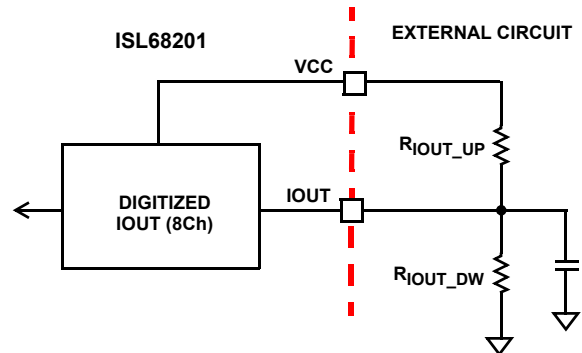 ISL68201
EXTERNAL CIRCUIT
VCC
RIOUT_UP
DIGITIZED
IOUT (8Ch)
IOUT
RIOUT_DW